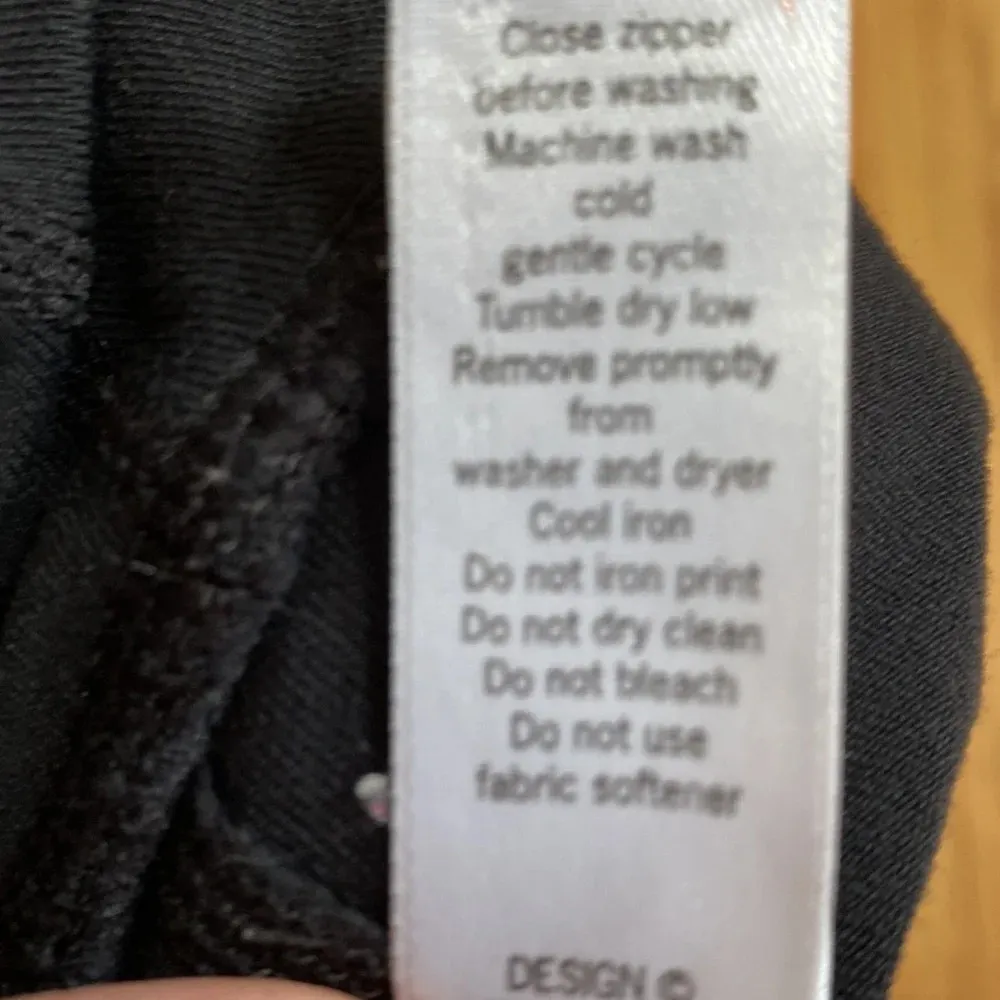 Close zipper
before washing
Machine wash
cold
gentle cycle
Tumble dry low
Remove promptly
from
washer and dryer
Cool iron
Do not iron print
Do not dry clean
Do not bleach
Do not use
fabric softener
DESIGN ©